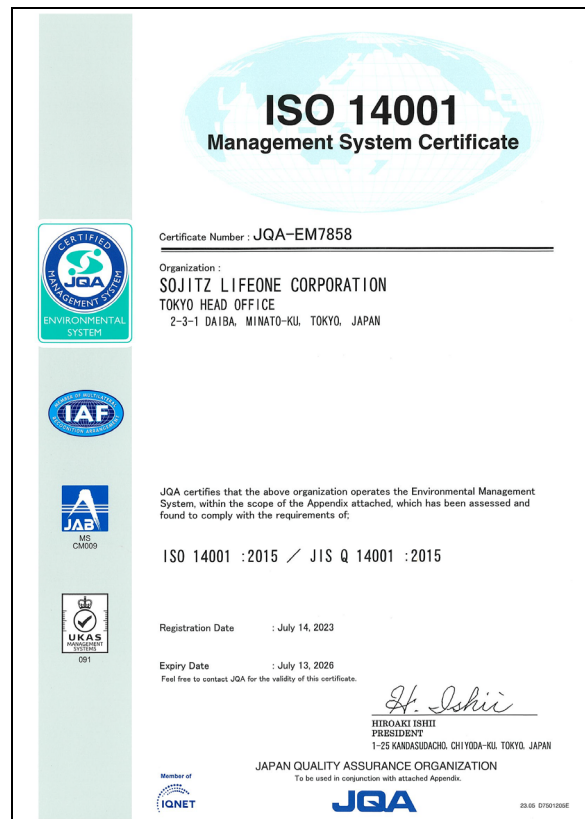 ISO 14001
Management System Certificate
Certificate Number : JQA-EM7858
CERTIFIED
JQA
MANAGEMENT SYSTEM
ENVIRONMENTAL
SYSTEM
Organization :
SOJITZ LIFEONE CORPORATION
TOKYO HEAD OFFICE
2-3-1 DAIBA, MINATO-KU, TOKYO, JAPAN
MEMBER OF MULTILATERAL
IAF
RECOGNITION ARRANGEMENT
JQA certifies that the above organization operates the Environmental Management
System, within the scope of the Appendix attached, which has been assessed and
found to comply with the requirements of;
JAB
MS
CM009
ISO 14001 :2015 / JIS Q 14001 :2015
UKAS
MANAGEMENT
SYSTEMS
091
Registration Date : July 14, 2023
Expiry Date : July 13, 2026
Feel free to contact JQA for the validity of this certificate.
H. Ishii
HIROAKI ISHII
PRESIDENT
1-25 KANDASUDACHO, CHIYODA-KU, TOKYO, JAPAN
JAPAN QUALITY ASSURANCE ORGANIZATION
To be used in conjunction with attached Appendix.
Member of
IQNET
JQA
23.05 D7501205E